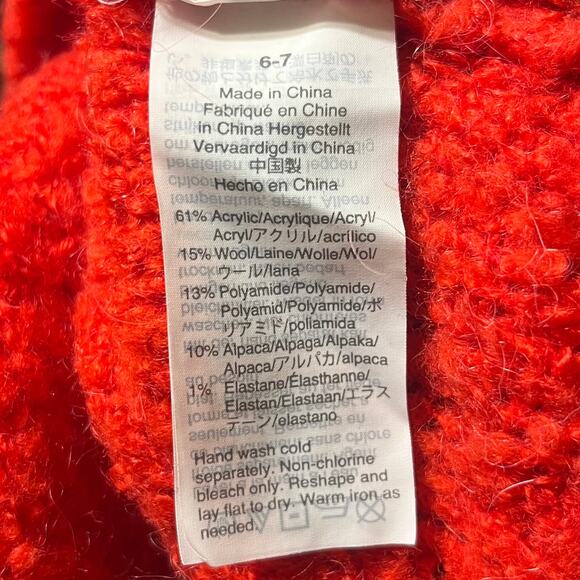 6-7
Made in China
Fabriqué en Chine
in China Hergestellt
Vervaardigd in China
中国製
Hecho en China
61% Acrylic/Acrylique/Acryl/
Acryl/アクリル/acrílico
15% Wool/Laine/Wolle/Wol/
ウール/lana
13% Polyamide/Polyamide/
Polyamid/Polyamide/ポ
リアミド/poliamida
10% Alpaca/Alpaga/Alpaka/
Alpaca/アルパカ/alpaca
1% Elastane/Élasthanne/
Elastan/Elastaan/エラス
テーン/elastano
Hand wash cold
separately. Non-chlorine
bleach only. Reshape and
lay flat to dry. Warm iron as
needed.